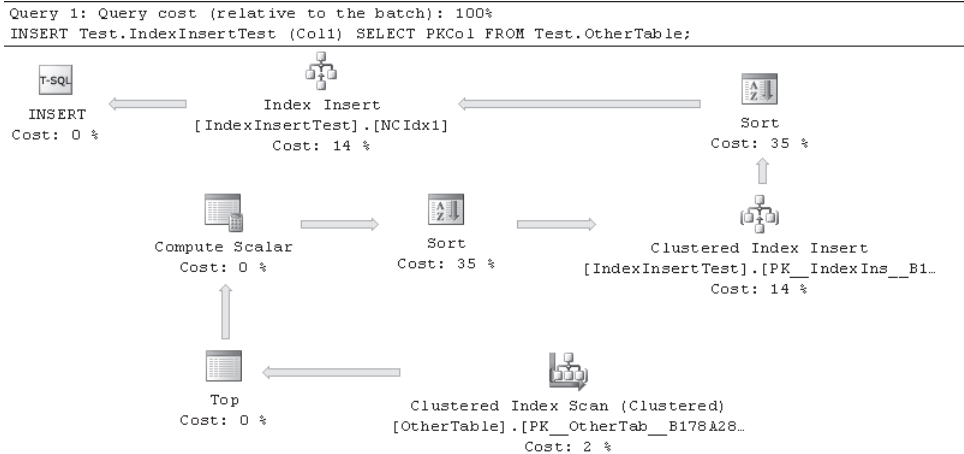 Query 1: Query cost (relative to the batch): 100%
INSERT Test.IndexInsertTest (Col1) SELECT PKCol FROM Test.OtherTable;
T-SQL
INSERT
Cost: 0 %
Index Insert
[IndexInsertTest].[NCIdx1]
Cost: 14 %
A
Z
Sort
Cost: 35 %
Compute Scalar
Cost: 0 %
A
Z
Sort
Cost: 35 %
Clustered Index Insert
[IndexInsertTest].[PK__IndexIns__B1…
Cost: 14 %
Top
Cost: 0 %
Clustered Index Scan (Clustered)
[OtherTable].[PK__OtherTab__B178A28…
Cost: 2 %